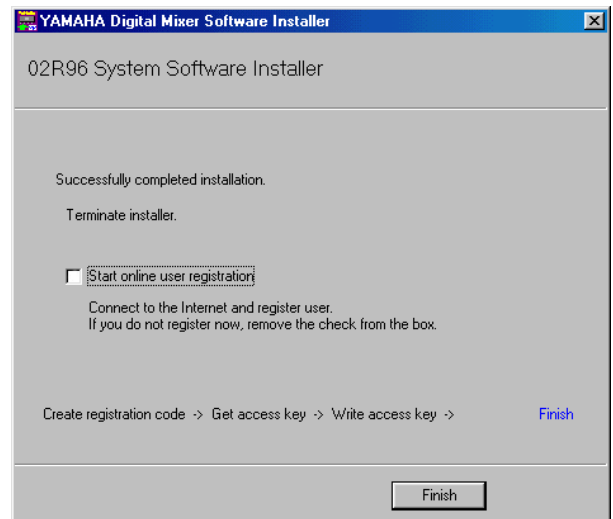 YAMAHA Digital Mixer Software Installer
02R96 System Software Installer
Successfully completed installation.
Terminate installer.
Start online user registration
Connect to the Internet and register user.
If you do not register now, remove the check from the box.
Create registration code -> Get access key -> Write access key -> Finish
Finish